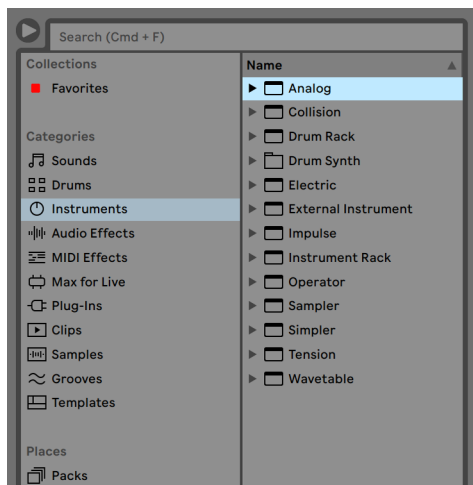 Search (Cmd + F)
Collections
Favorites
Categories
Sounds
Drums
Instruments
Audio Effects
MIDI Effects
Max for Live
Plug-Ins
Clips
Samples
Grooves
Templates
Places
Packs
Name
Analog
Collision
Drum Rack
Drum Synth
Electric
External Instrument
Impulse
Instrument Rack
Operator
Sampler
Simpler
Tension
Wavetable